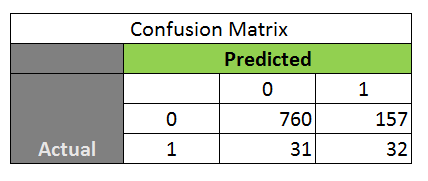 Confusion Matrix
Predicted
0 1
0 760 157
Actual 1 31 32